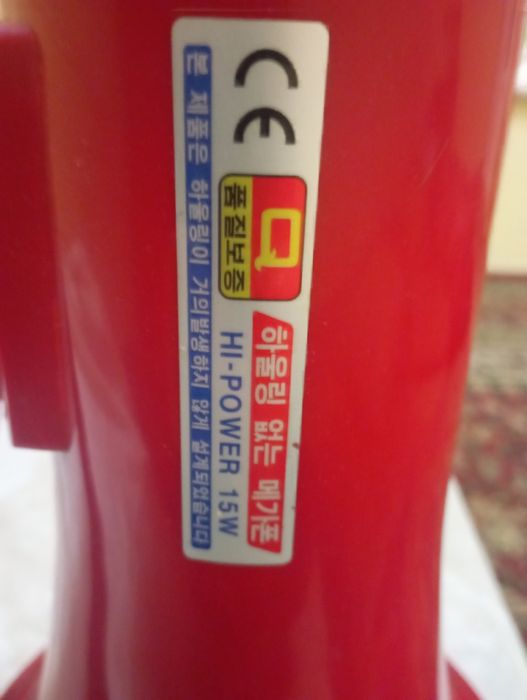 CE
Q
품질보증
하울링 없는 메가폰
HI-POWER 15W
본 제품은 하울링이 거의발생하지 않게 설계되었습니다